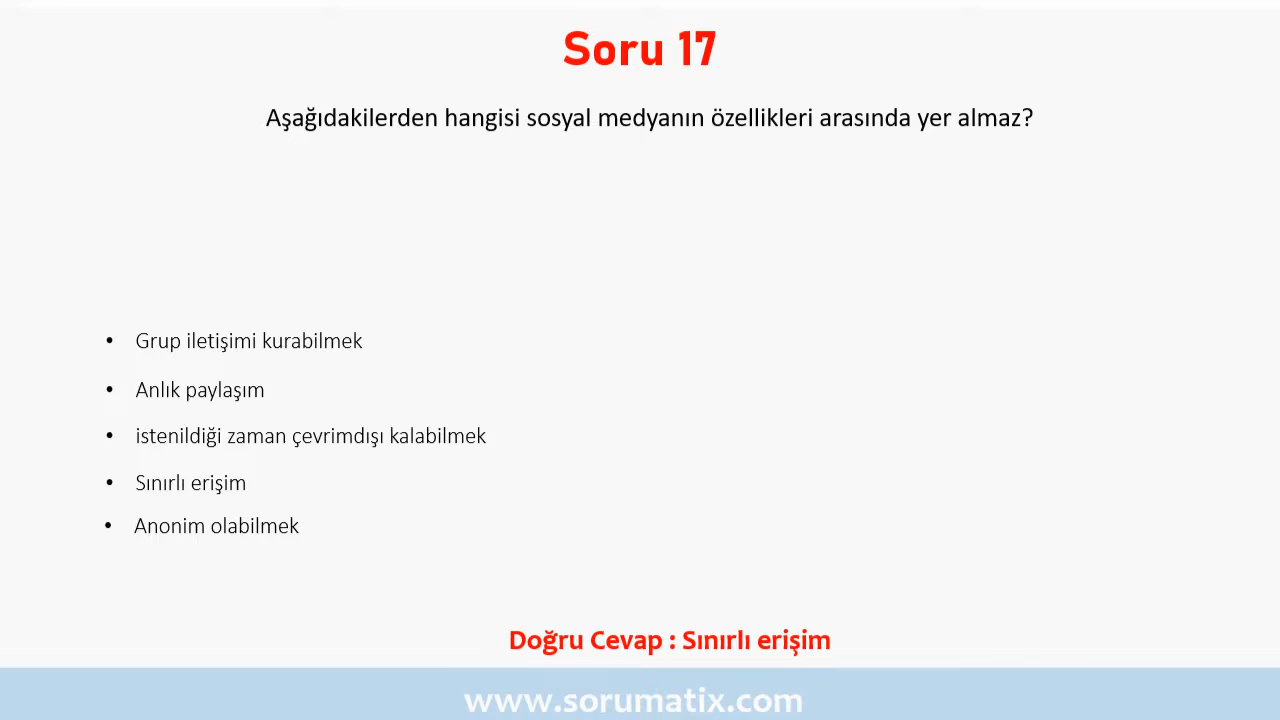 Soru 17
Aşağıdakilerden hangisi sosyal medyanın özellikleri arasında yer almaz?
• Grup iletişimi kurabilmek
• Anlık paylaşım
• istenildiği zaman çevrimdışı kalabilmek
• Sınırlı erişim
• Anonim olabilmek
Doğru Cevap : Sınırlı erişim
www.sorumatix.com